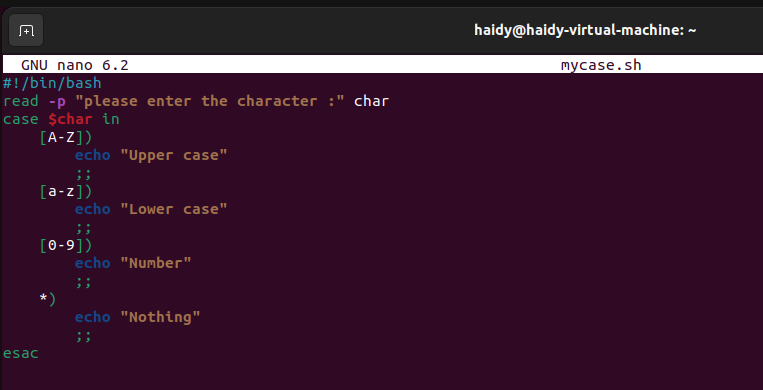 haidy@haidy-virtual-machine: ~
GNU nano 6.2 mycase.sh
#!/bin/bash
read -p "please enter the character :" char
case $char in
    [A-Z])
        echo "Upper case"
        ;;
    [a-z])
        echo "Lower case"
        ;;
    [0-9])
        echo "Number"
        ;;
    *)
        echo "Nothing"
        ;;
esac